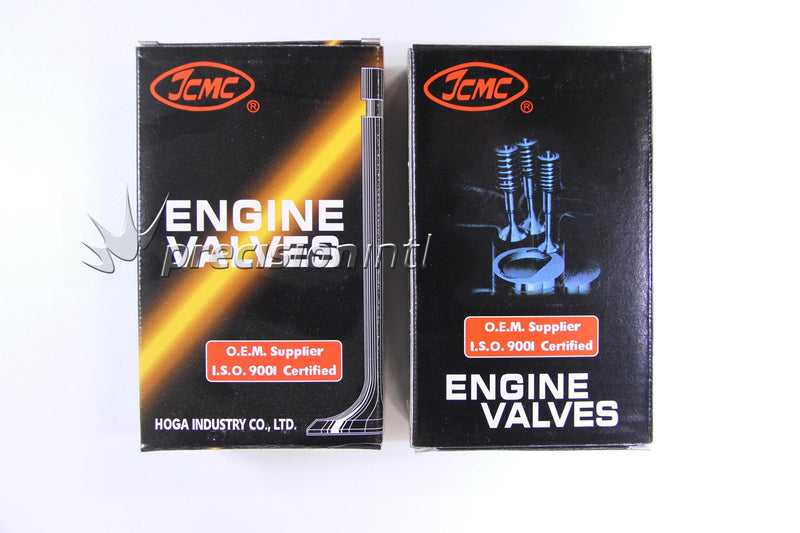 JCMC
®
ENGINE
VALVES
O.E.M. Supplier
I.S.O. 9001 Certified
HOGA INDUSTRY CO., LTD.
JCMC
®
O.E.M. Supplier
I.S.O. 9001 Certified
ENGINE
VALVES
precisionintl